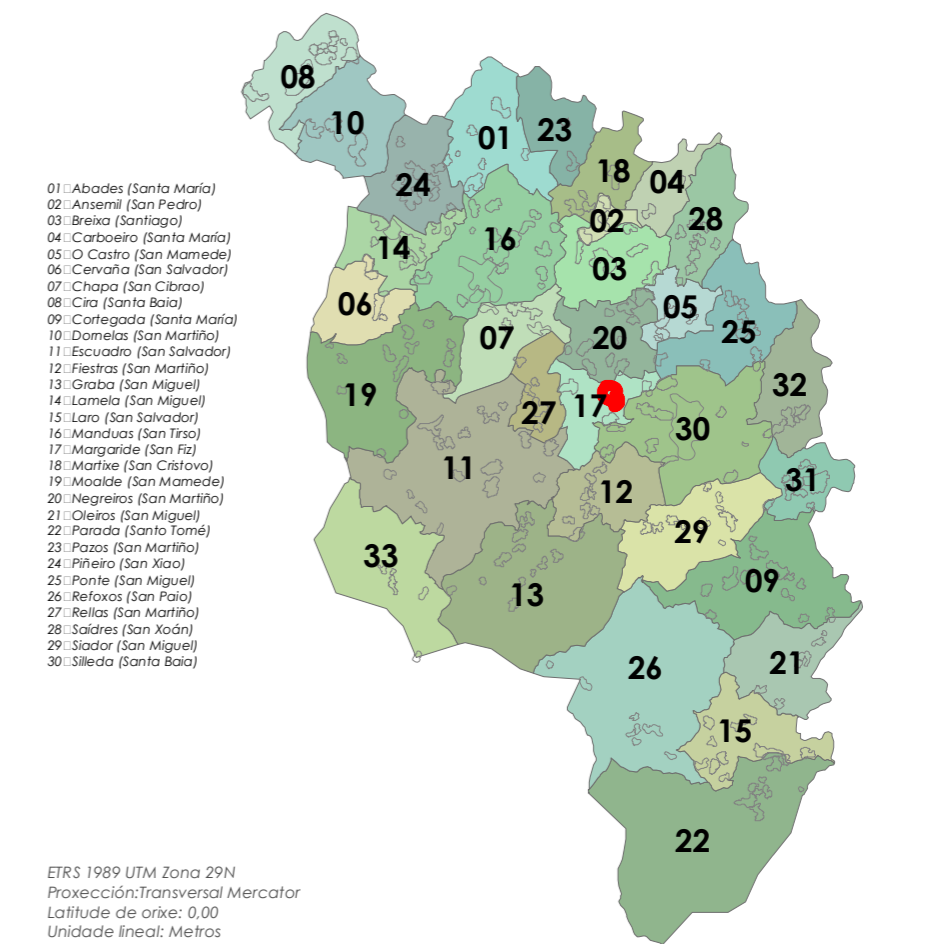 08
10
01
23
18
04
24
02
28
14
16
03
06
05
07
20
25
19
27
17
30
32
11
12
31
33
29
13
09
26
21
15
22
01 Abades (Santa María)
02 Ansemil (San Pedro)
03 Breixa (Santiago)
04 Carboeiro (Santa María)
05 O Castro (San Mamede)
06 Cervaña (San Salvador)
07 Chapa (San Cibrao)
08 Cira (Santa Baia)
09 Cortegada (Santa María)
10 Dornelas (San Martiño)
11 Escuadro (San Salvador)
12 Fiestras (San Martiño)
13 Graba (San Miguel)
14 Lamela (San Miguel)
15 Laro (San Salvador)
16 Manduas (San Tirso)
17 Margaride (San Fiz)
18 Martixe (San Cristovo)
19 Moalde (San Mamede)
20 Negreiros (San Martiño)
21 Oleiros (San Miguel)
22 Parada (Santo Tomé)
23 Pazos (San Martiño)
24 Piñeiro (San Xiao)
25 Ponte (San Miguel)
26 Refoxos (San Paio)
27 Rellas (San Martiño)
28 Saídres (San Xoán)
29 Siador (San Miguel)
30 Silleda (Santa Baia)
ETRS 1989 UTM Zona 29N
Proxección:Transversal Mercator
Latitude de orixe: 0,00
Unidade lineal: Metros